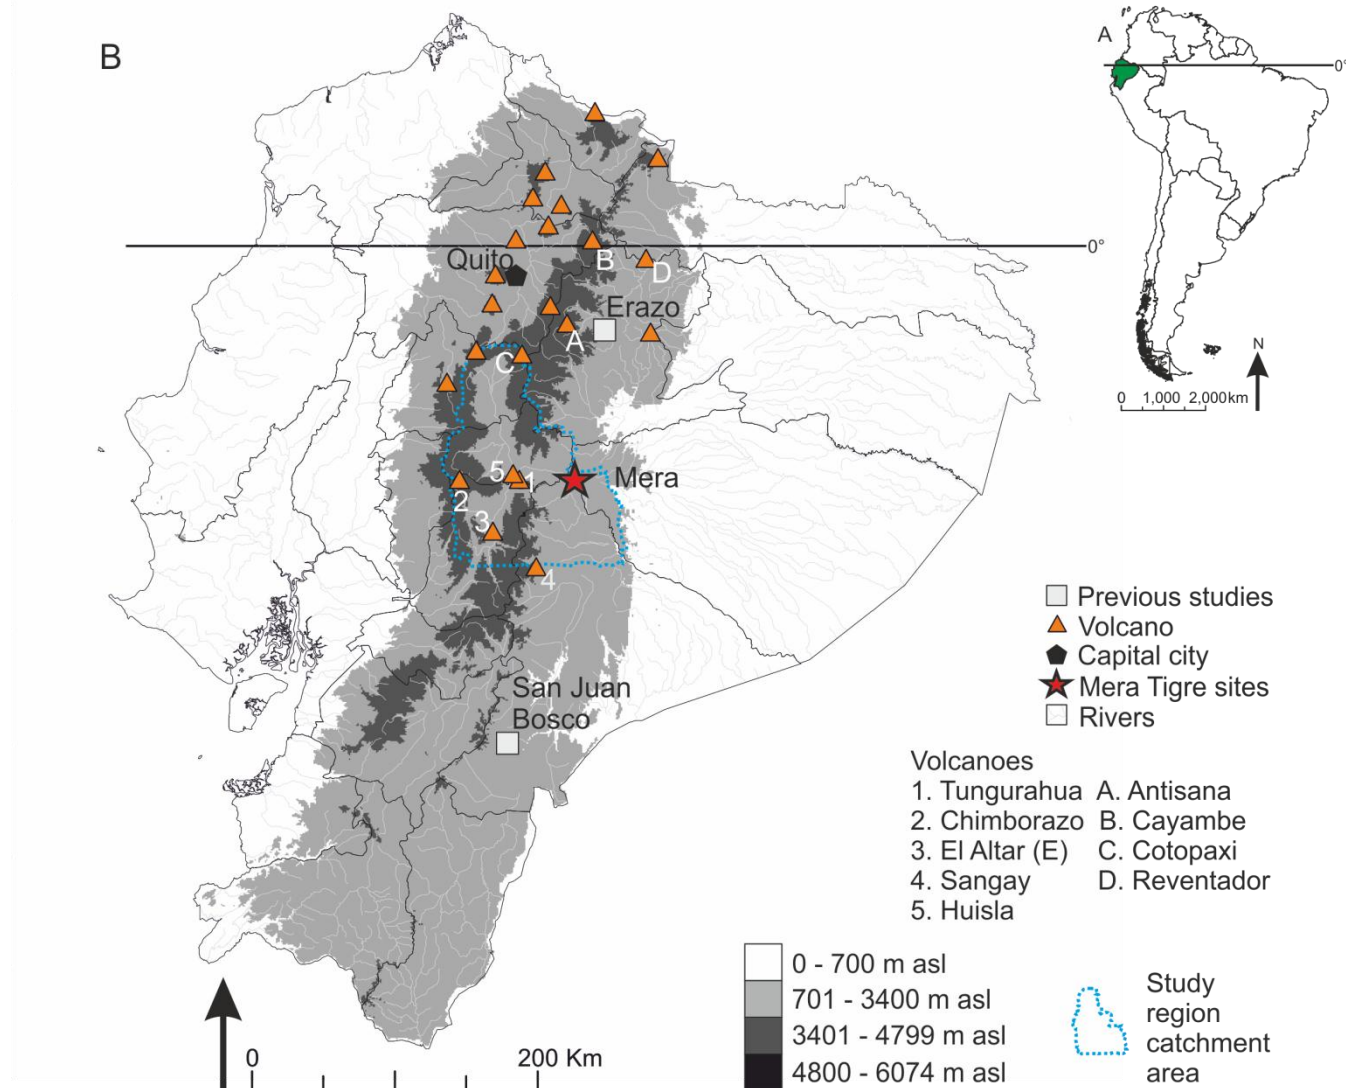 B
A
0°
N
0 1,000 2,000km
0°
Quito
B
D
Erazo
A
C
5
1
Mera
2
3
4
San Juan
Bosco
Previous studies
Volcano
Capital city
Mera Tigre sites
Rivers
Volcanoes
1. Tungurahua A. Antisana
2. Chimborazo B. Cayambe
3. El Altar (E) C. Cotopaxi
4. Sangay D. Reventador
5. Huisla
0 - 700 m asl
701 - 3400 m asl
3401 - 4799 m asl
4800 - 6074 m asl
Study
region
catchment
area
0 200 Km